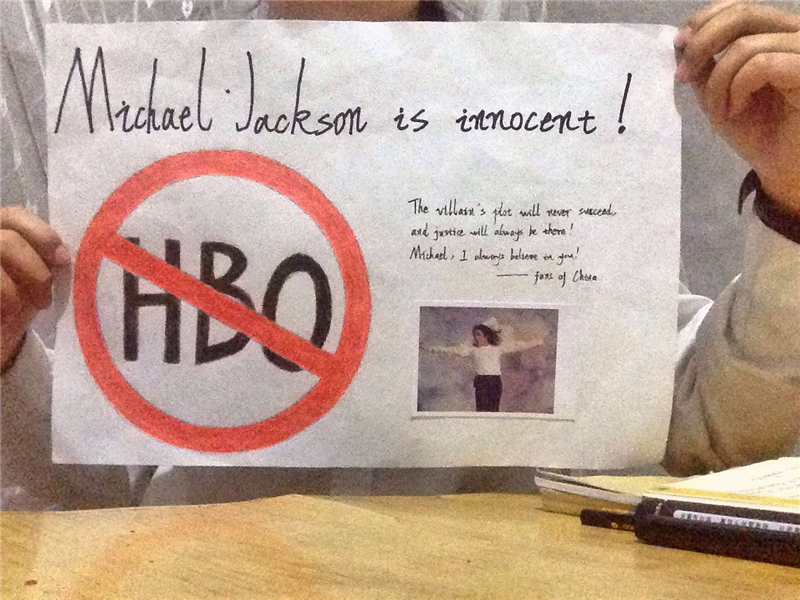 Michael Jackson is innocent!
HBO
The villain's plot will never succeed,
and justice will always be there!
Michael, I always believe in you!
—— fans of China